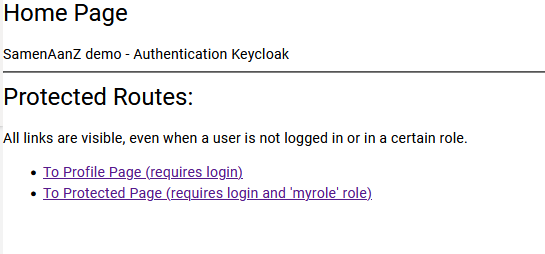 Home Page
SamenAanZ demo - Authentication Keycloak
Protected Routes:
All links are visible, even when a user is not logged in or in a certain role.
To Profile Page (requires login)
To Protected Page (requires login and 'myrole' role)